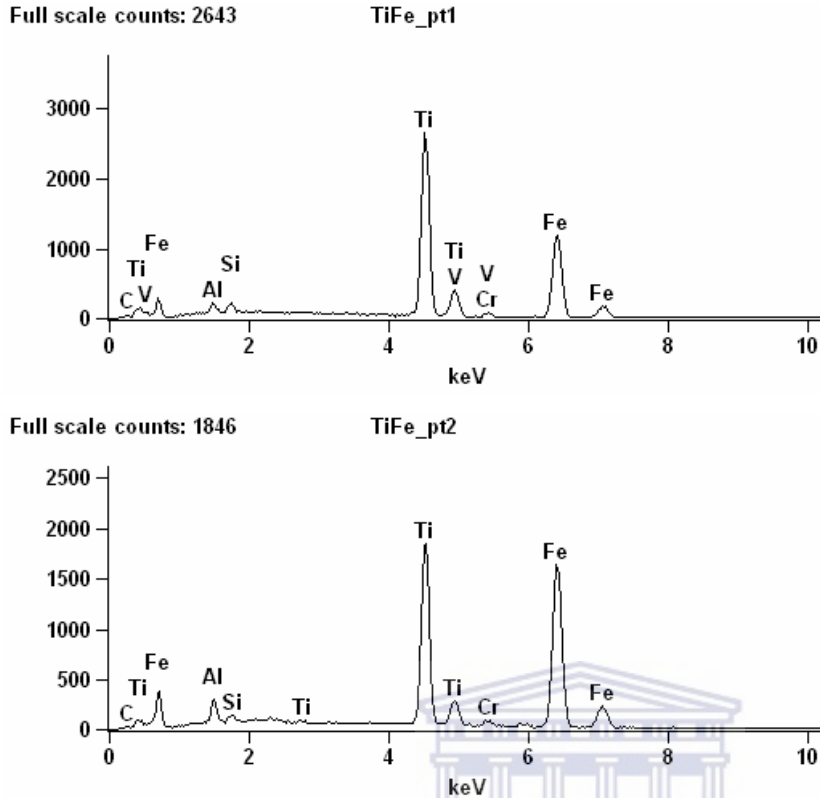 Full scale counts: 2643 TiFe_pt1
3000
2000
1000
0
C Ti V Fe Al Si Ti Ti V V Cr Fe Fe
0 2 4 6 8 10
keV
Full scale counts: 1846 TiFe_pt2
2500
2000
1500
1000
500
0
C Ti Fe Al Si Ti Ti Ti Cr Fe Fe
0 2 4 6 8 10
keV